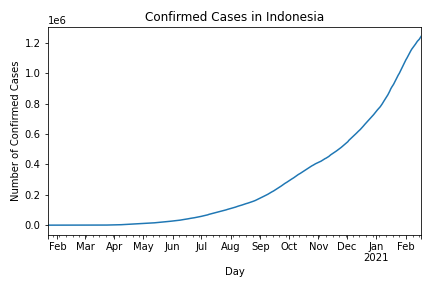 Confirmed Cases in Indonesia
1e6
Number of Confirmed Cases
1.2
1.0
0.8
0.6
0.4
0.2
0.0
Feb Mar Apr May Jun Jul Aug Sep Oct Nov Dec Jan Feb
2021
Day